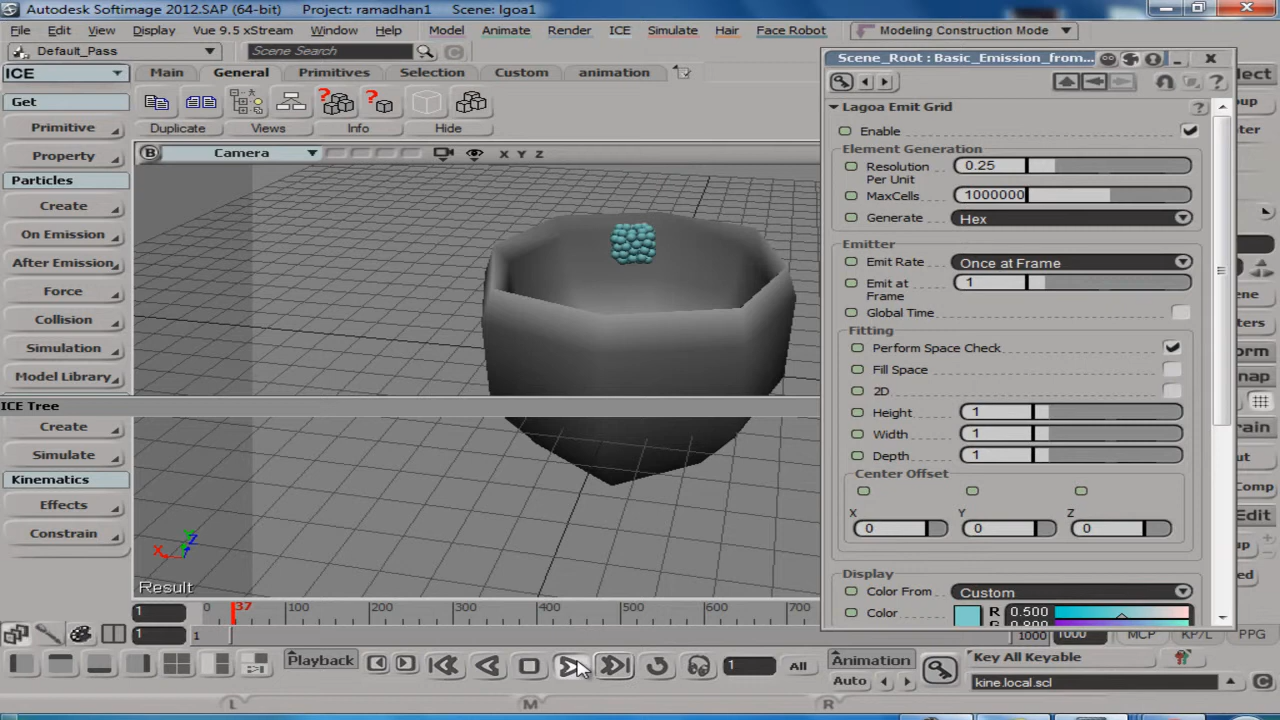 Autodesk Softimage 2012.SAP (64-bit) Project: ramadhan1 Scene: lgoa1
File Edit View Display Vue 9.5 xStream Window Help Model Animate Render ICE Simulate Hair Face Robot Modeling Construction Mode
Default_Pass Scene Search
ICE Main General Primitives Selection Custom animation
Get
Duplicate Views Info Hide
Primitive
Property
Particles
Create
On Emission
After Emission
Force
Collision
Simulation
Model Library
B Camera X Y Z
ICE Tree
Create
Simulate
Kinematics
Effects
Constrain
X Z
Result
Scene_Root : Basic_Emission_from...
Lagoa Emit Grid ?
Enable
Element Generation
Resolution Per Unit 0.25
MaxCells 1000000
Generate Hex
Emitter
Emit Rate Once at Frame
Emit at Frame 1
Global Time
Fitting
Perform Space Check
Fill Space
2D
Height 1
Width 1
Depth 1
Center Offset
X Y Z
0 0 0
Display
Color From Custom
Color R 0.500
G 0.800
1 0 37 100 200 300 400 500 600 700
1 1 1000 1000 MCP KP/L PPG
Playback 1 All Animation Key All Keyable
Auto kine.local.scl
L M R